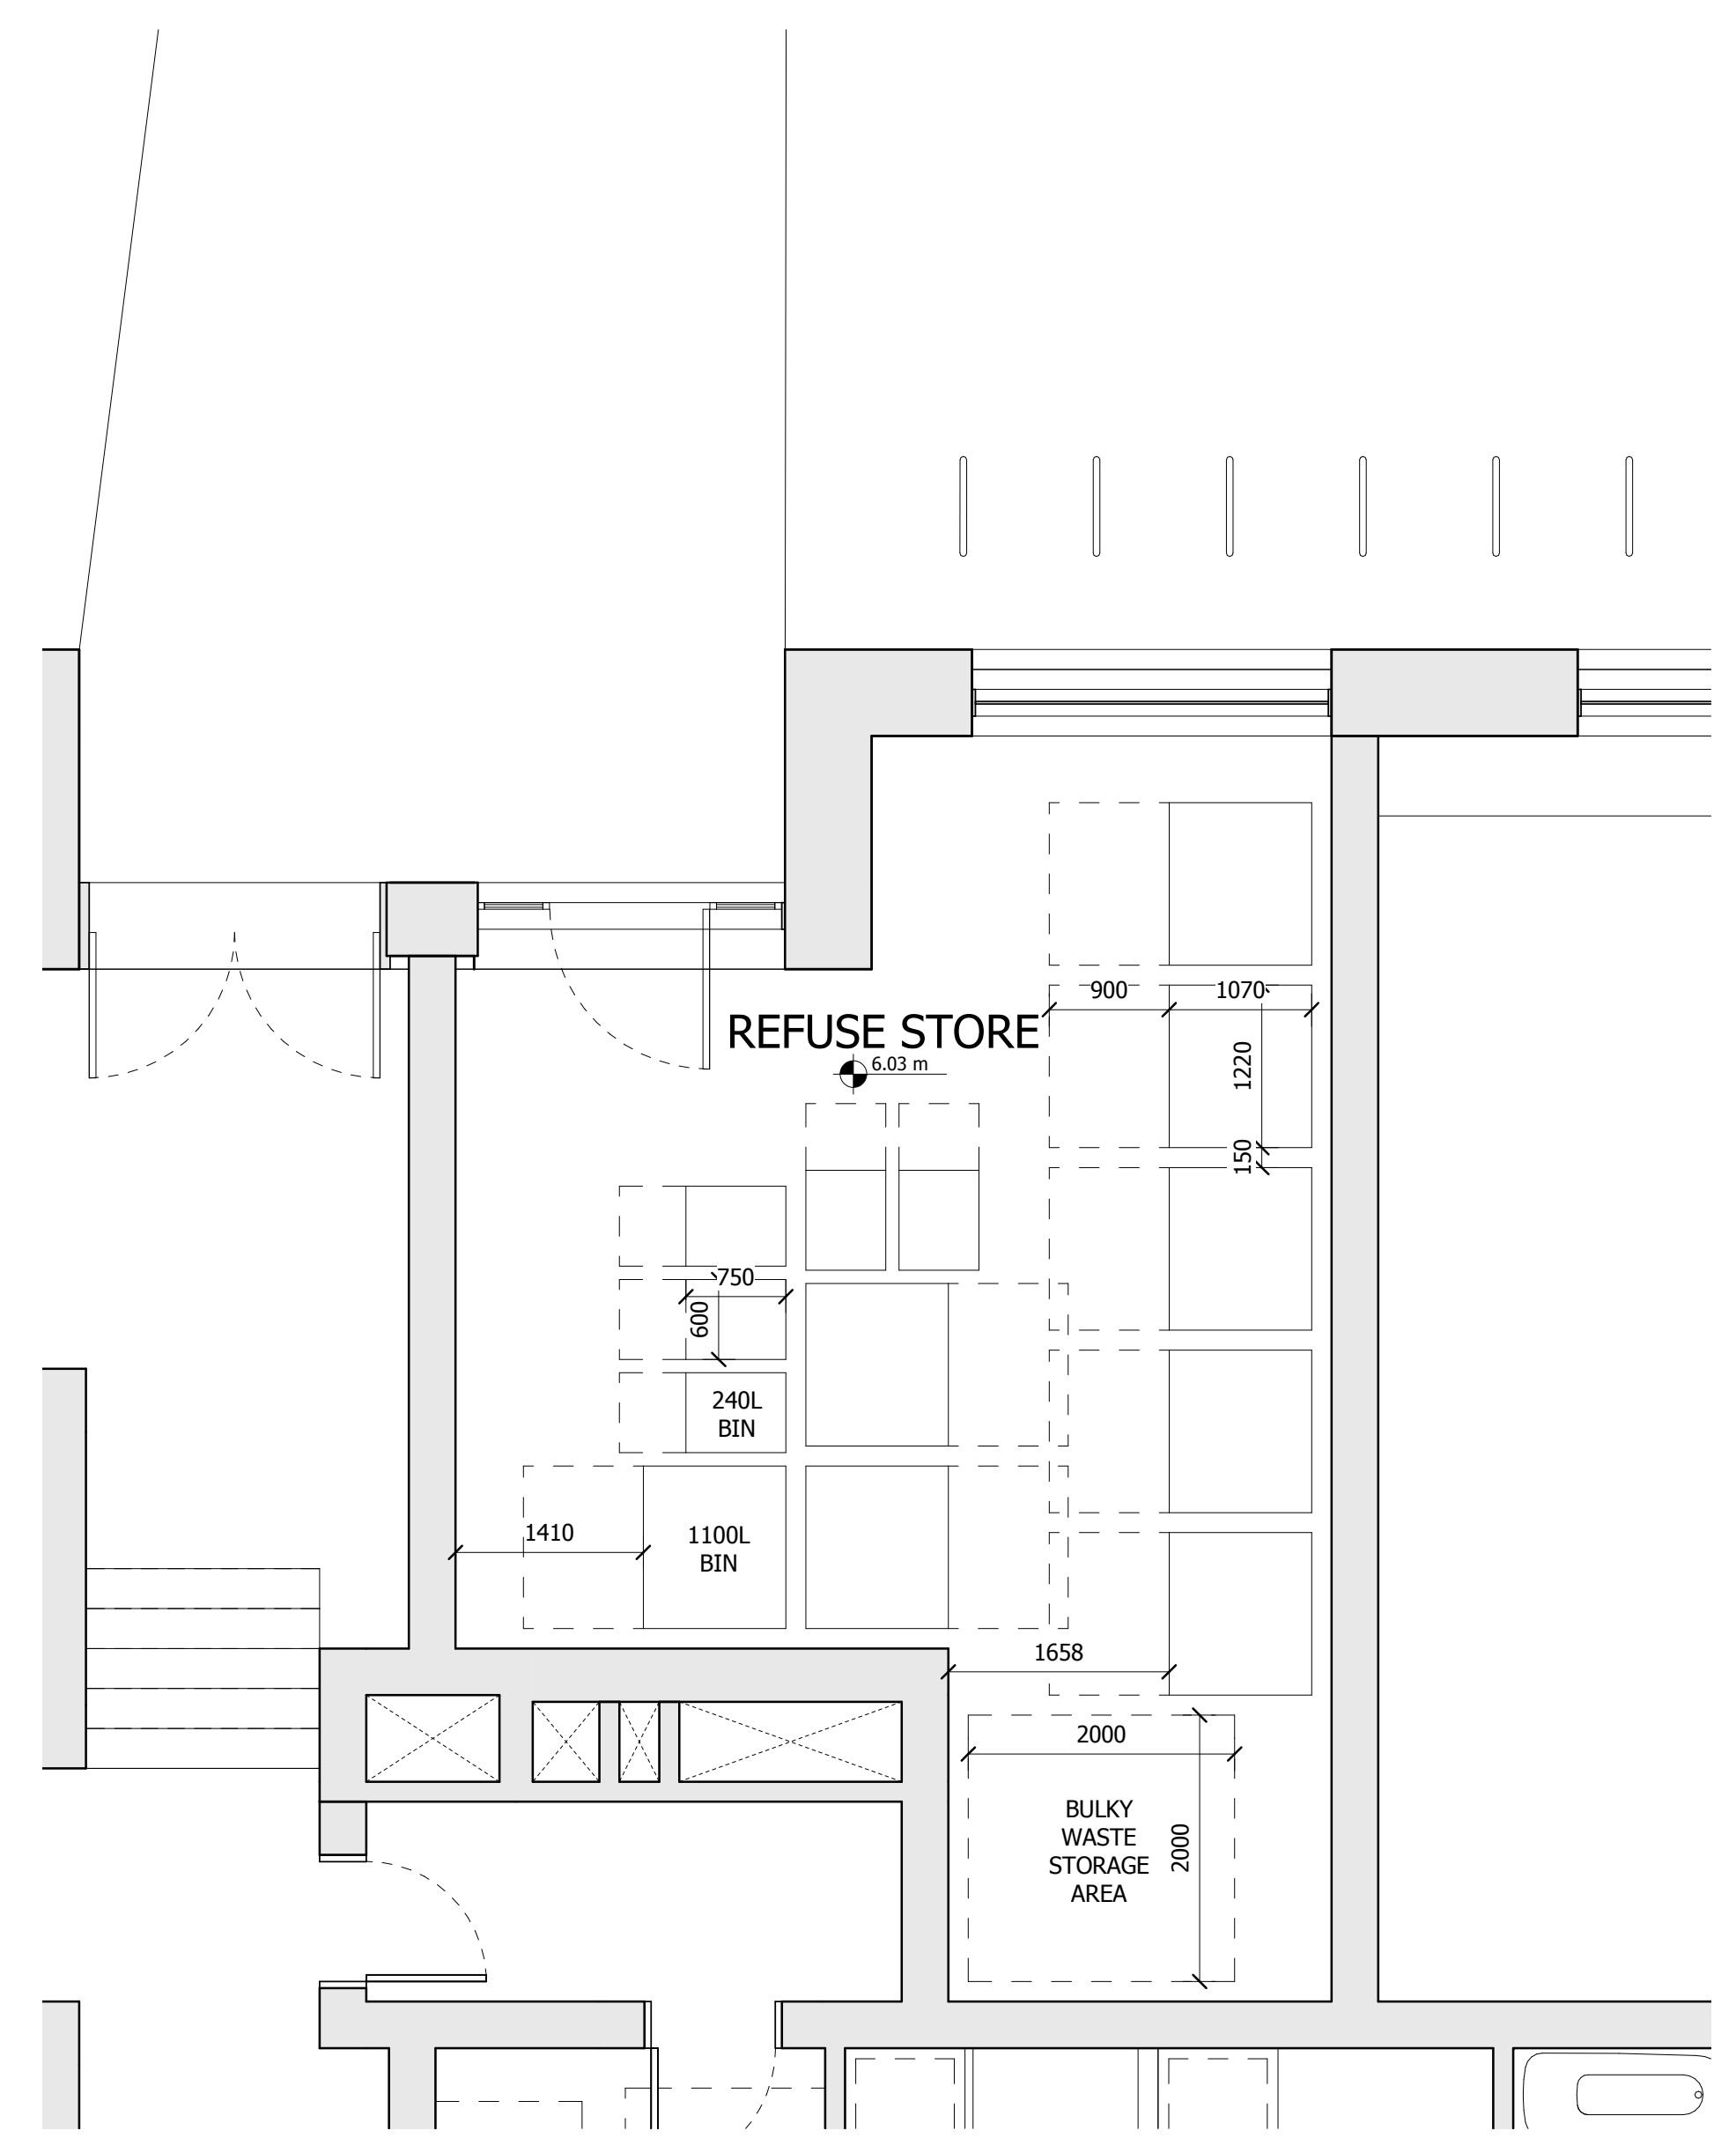 900
1070
REFUSE STORE
6.03 m
1220
150
750
600
240L
BIN
1410
1100L
BIN
1658
2000
BULKY
WASTE
STORAGE
AREA
2000